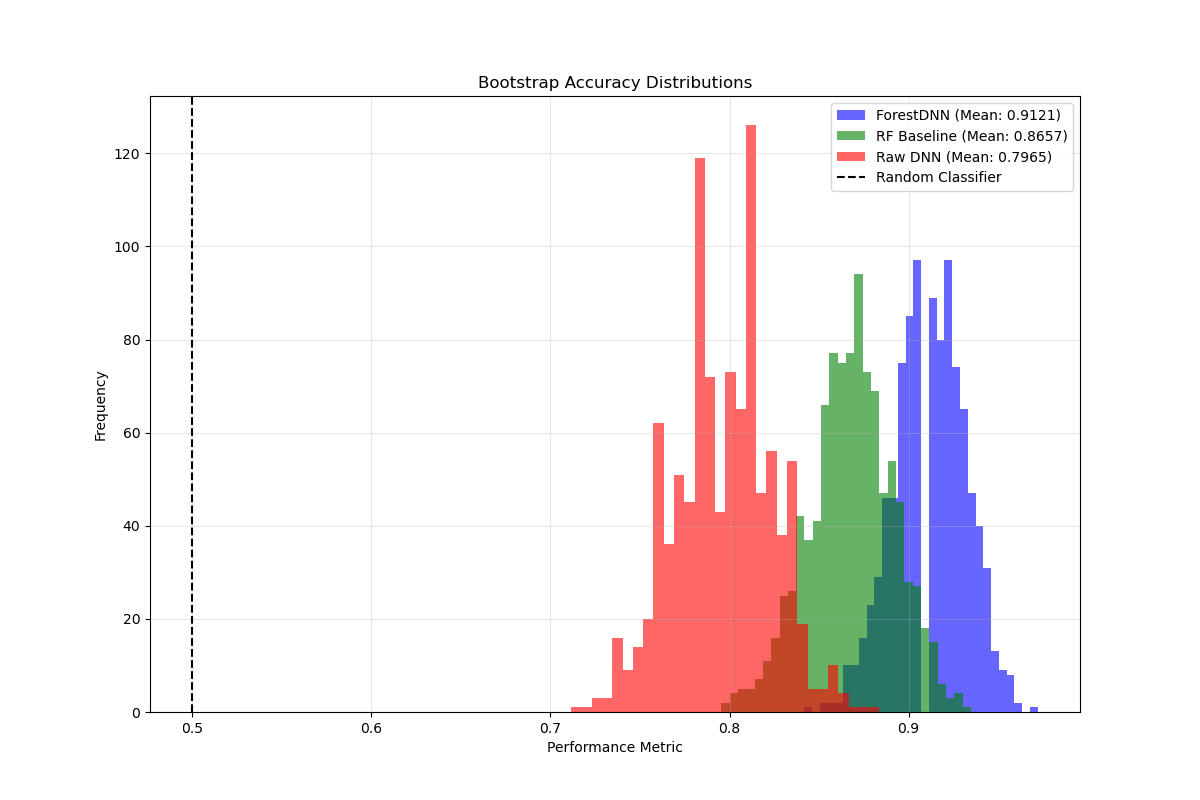 Bootstrap Accuracy Distributions
ForestDNN (Mean: 0.9121)
RF Baseline (Mean: 0.8657)
Raw DNN (Mean: 0.7965)
Random Classifier
Frequency
120
100
80
60
40
20
0
0.5 0.6 0.7 0.8 0.9
Performance Metric